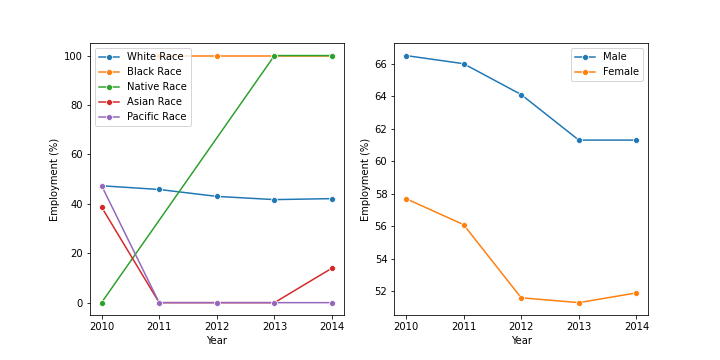 White Race
Black Race
Native Race
Asian Race
Pacific Race
100
80
60
40
20
0
Employment (%)
2010 2011 2012 2013 2014
Year
Male
Female
66
64
62
60
58
56
54
52
Employment (%)
2010 2011 2012 2013 2014
Year